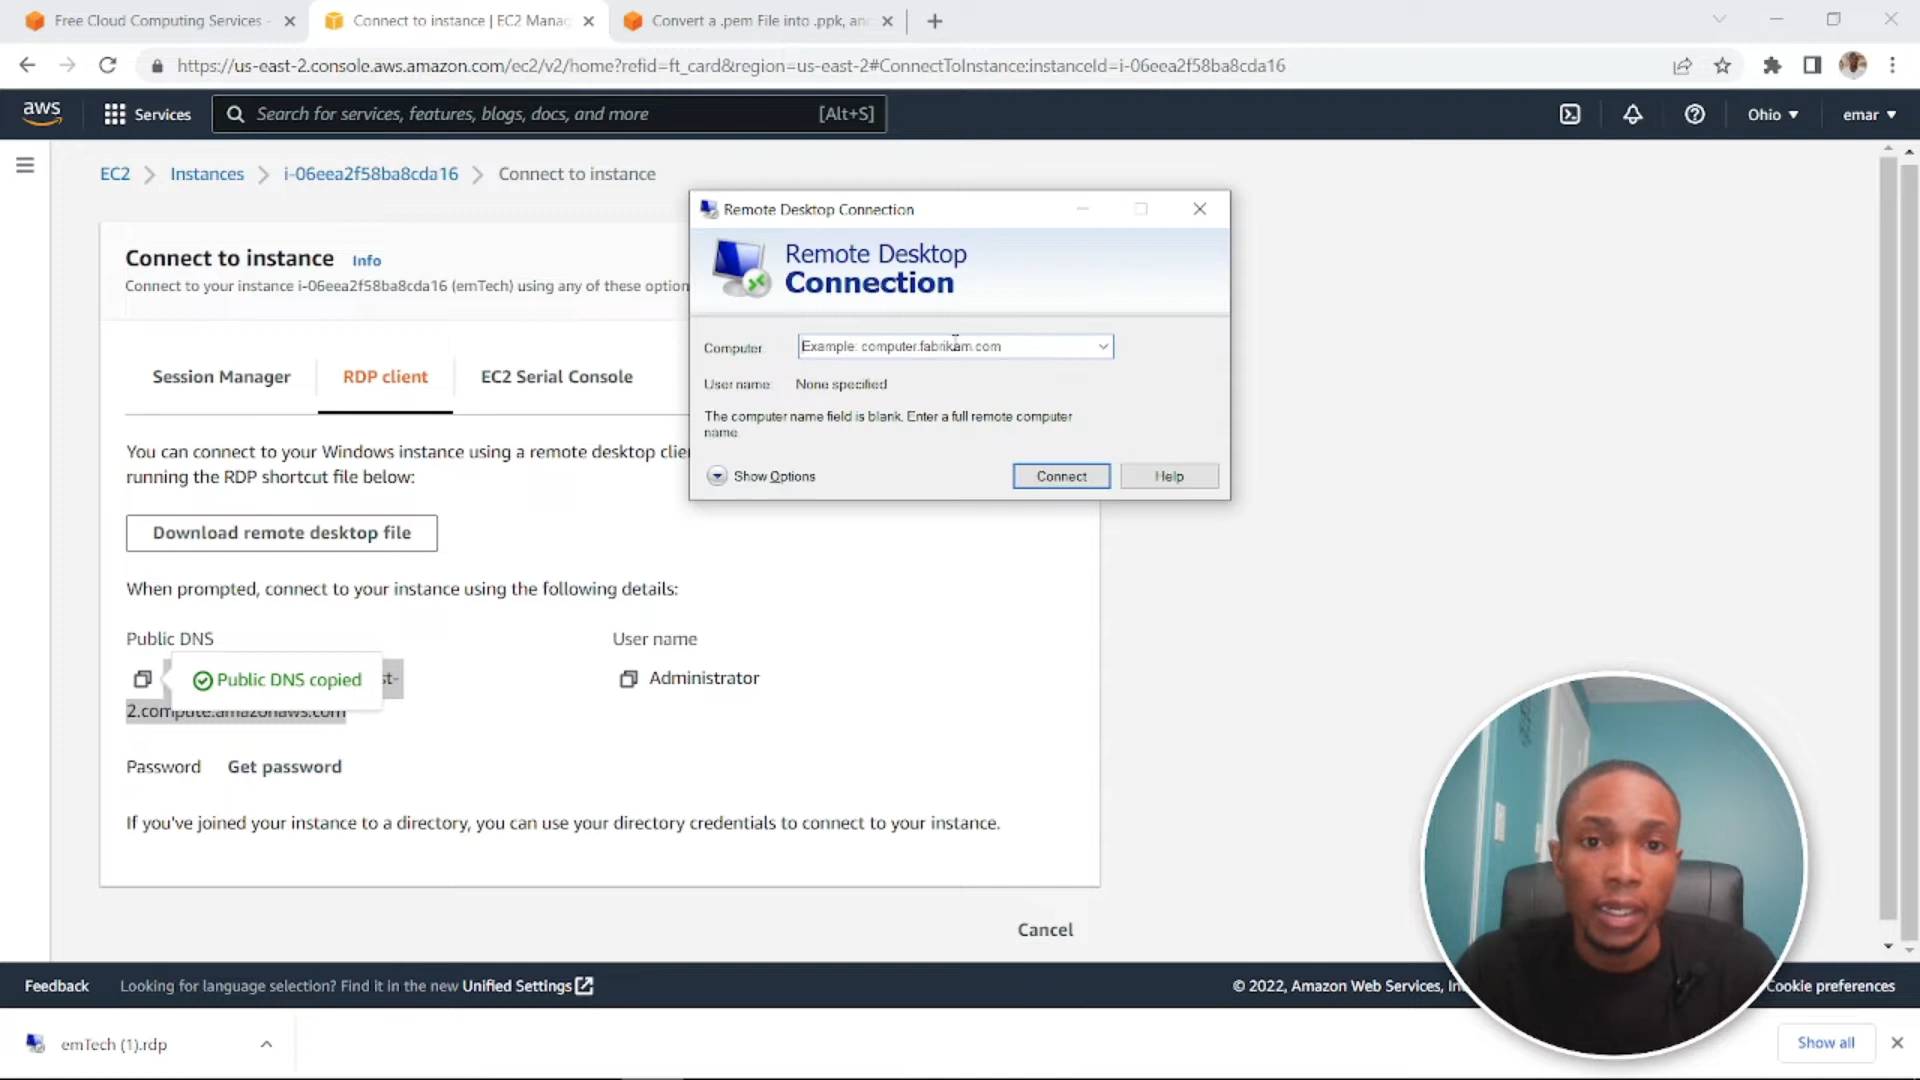 Free Cloud Computing Services -
Connect to instance | EC2 Manag
Convert a .pem File into .ppk, an
https://us-east-2.console.aws.amazon.com/ec2/v2/home?refid=ft_card&region=us-east-2#ConnectToInstance:instanceId=i-06eea2f58ba8cda16
aws
Services
Search for services, features, blogs, docs, and more
[Alt+S]
Ohio
emar
EC2
Instances
i-06eea2f58ba8cda16
Connect to instance
Remote Desktop Connection
Remote Desktop
Connection
Computer
Example: computer.fabrikam.com
User name:
None specified
The computer name field is blank. Enter a full remote computer
name.
Show Options
Connect
Help
Connect to instance
Info
Connect to your instance i-06eea2f58ba8cda16 (emTech) using any of these option
Session Manager
RDP client
EC2 Serial Console
You can connect to your Windows instance using a remote desktop clie
running the RDP shortcut file below:
Download remote desktop file
When prompted, connect to your instance using the following details:
Public DNS
User name
Public DNS copied
st-
Administrator
2.compute.amazonaws.com
Password
Get password
If you've joined your instance to a directory, you can use your directory credentials to connect to your instance.
Cancel
Feedback
Looking for language selection? Find it in the new Unified Settings
© 2022, Amazon Web Services, In
Cookie preferences
emTech (1).rdp
Show all